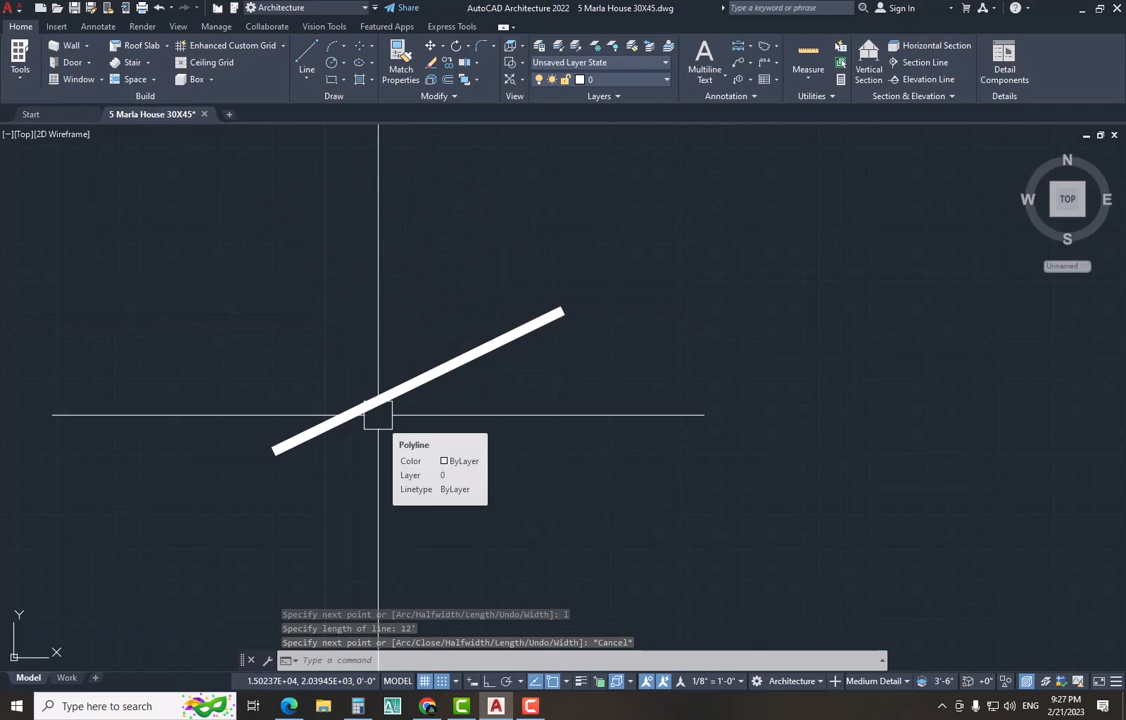 Architecture
Share
AutoCAD Architecture 2022
5 Marla House 30X45.dwg
Type a keyword or phrase
Sign In
Home
Insert
Annotate
Render
View
Manage
Collaborate
Vision Tools
Featured Apps
Express Tools
Tools
Wall
Roof Slab
Enhanced Custom Grid
Door
Stair
Ceiling Grid
Window
Space
Box
Build
Line
Draw
Match Properties
Modify
View
Unsaved Layer State
0
Layers
Multiline Text
Annotation
Measure
Utilities
Vertical Section
Horizontal Section
Section Line
Elevation Line
Section & Elevation
Detail Components
Details
Start
5 Marla House 30X45*
[−][Top][2D Wireframe]
N
W
TOP
E
S
Unnamed
Polyline
Color ByLayer
Layer 0
Linetype ByLayer
Y
X
Specify next point or [Arc/Halfwidth/Length/Undo/Width]: l
Specify length of line: 12'
Specify next point or [Arc/Close/Halfwidth/Length/Undo/Width]: *Cancel*
Type a command
Model
Work
1.50237E+04, 2.03945E+03, 0'-0"
MODEL
1/8" = 1'-0"
Architecture
Medium Detail
3'-6"
+0"
Type here to search
ENG
9:27 PM
2/21/2023